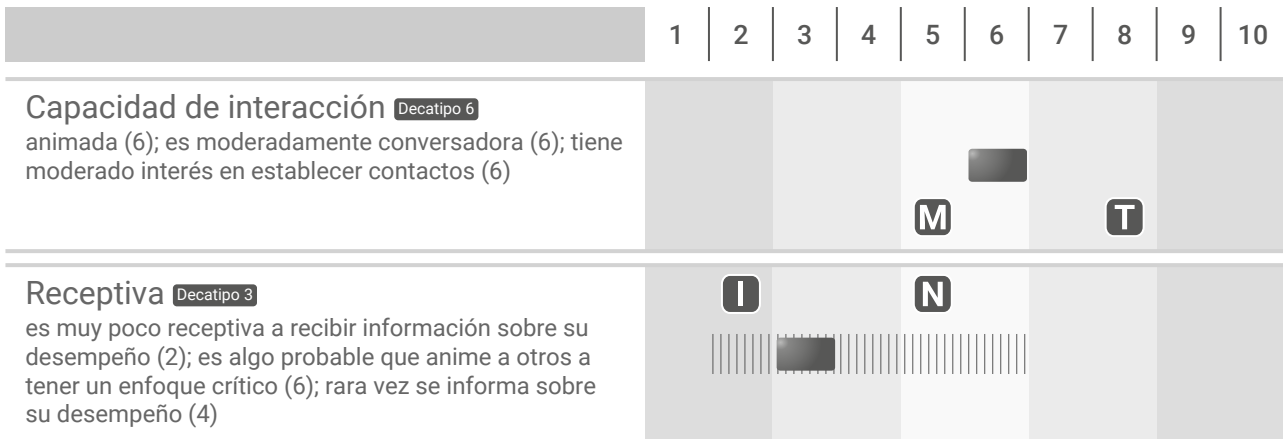 1 2 3 4 5 6 7 8 9 10
Capacidad de interacción Decatipo 6
animada (6); es moderadamente conversadora (6); tiene
moderado interés en establecer contactos (6)
M T
Receptiva Decatipo 3
I N
es muy poco receptiva a recibir información sobre su
desempeño (2); es algo probable que anime a otros a
tener un enfoque crítico (6); rara vez se informa sobre
su desempeño (4)